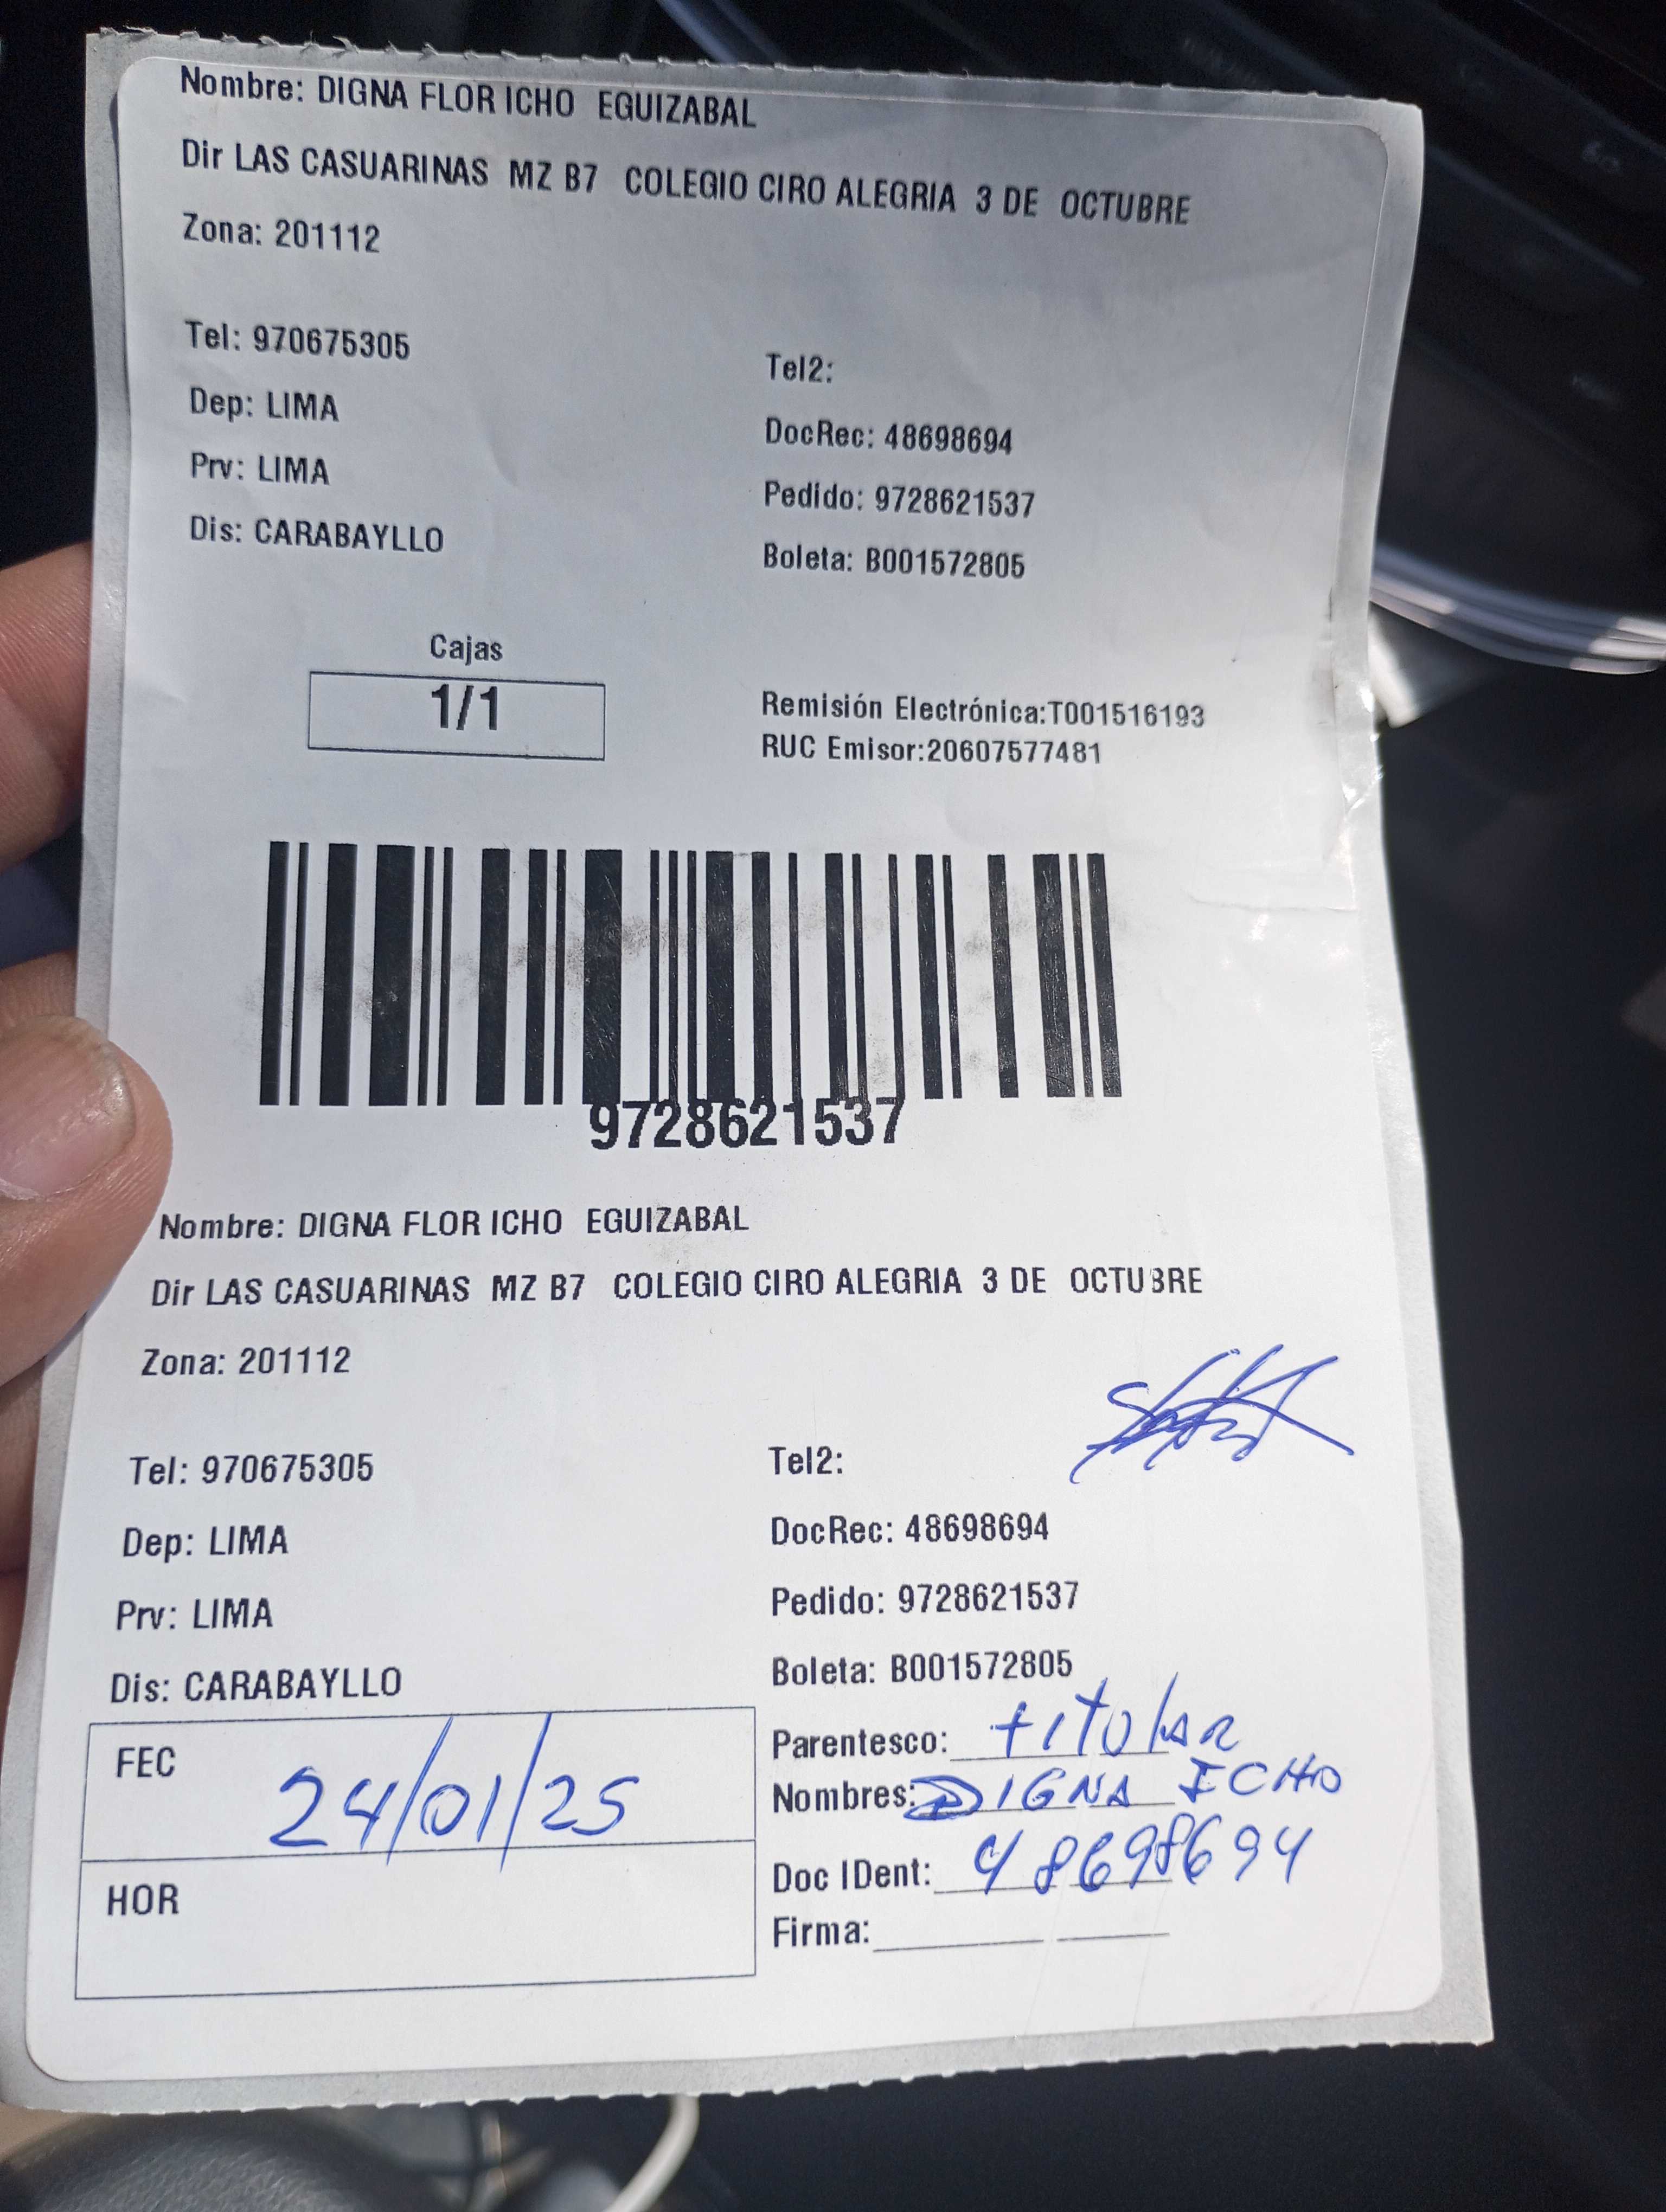 Nombre: DIGNA FLOR ICHO EGUIZABAL
Dir LAS CASUARINAS MZ B7 COLEGIO CIRO ALEGRIA 3 DE OCTUBRE
Zona: 201112
Tel: 970675305
Tel2:
Dep: LIMA
DocRec: 48698694
Prv: LIMA
Pedido: 9728621537
Dis: CARABAYLLO
Boleta: B001572805
Cajas
1/1
Remisión Electrónica:T001516193
RUC Emisor:20607577481
9728621537
Nombre: DIGNA FLOR ICHO EGUIZABAL
Dir LAS CASUARINAS MZ B7 COLEGIO CIRO ALEGRIA 3 DE OCTUBRE
Zona: 201112
Tel: 970675305
Tel2:
Dep: LIMA
DocRec: 48698694
Prv: LIMA
Pedido: 9728621537
Dis: CARABAYLLO
Boleta: B001572805
FEC 24/01/25
HOR
Parentesco: titular
Nombres: DIGNA ICHO
Doc IDent: 48698694
Firma: